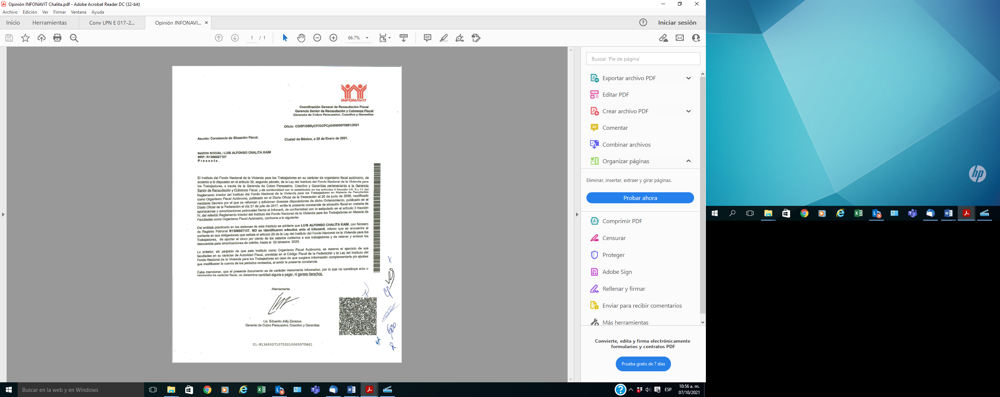 Opinión INFONAVIT Chalita.pdf - Adobe Acrobat Reader DC (32-bit)
Archivo Edición Ver Firmar Ventana Ayuda
Inicio Herramientas Conv LPN E 017-2... Opinión INFONAVI... × Iniciar sesión
1 / 1 66.7%
INFONAVIT
Coordinación General de Recaudación Fiscal
Gerencia Senior de Recaudación y Cobranza Fiscal
Gerencia de Cobro Persuasivo, Coactivo y Garantías
Oficio: CGRF/GSRyCF/GCPCyG/0000075861/2021
Asunto: Constancia de Situación Fiscal.
Ciudad de México, a 28 de Enero de 2021.
RAZON SOCIAL: LUIS ALFONSO CHALITA KAIM
NRP: R1366027107
Presente.
El Instituto del Fondo Nacional de la Vivienda para los Trabajadores en su carácter de organismo fiscal autónomo, de
acuerdo a lo dispuesto en el artículo 30, segundo párrafo, de la Ley del Instituto del Fondo Nacional de la Vivienda para
los Trabajadores, a través de la Gerencia de Cobro Persuasivo, Coactivo y Garantías perteneciente a la Gerencia
Senior de Recaudación y Cobranza Fiscal, y de conformidad con lo establecido en los artículos 4 fracción VII, 5 y 11 del
Reglamento Interior del Instituto del Fondo Nacional de la Vivienda para los Trabajadores en Materia de Facultades
como Organismo Fiscal Autónomo, publicado en el Diario Oficial de la Federación el 20 de junio de 2008, modificado
mediante Decreto por el que se reforman y adicionan diversas disposiciones de dicho Ordenamiento, publicado en el
Diario Oficial de la Federación el día 31 de julio de 2017, emite la presente constancia de situación fiscal en materia de
aportaciones y amortizaciones patronales frente al Infonavit, de conformidad con lo estipulado en el artículo 3 fracción
IV, del referido Reglamento Interior del Instituto del Fondo Nacional de la Vivienda para los Trabajadores en Materia de
Facultades como Organismo Fiscal Autónomo, conforme a lo siguiente:
Del análisis practicado en los sistemas de este Instituto se advierte que LUIS ALFONSO CHALITA KAIM, con Número
de Registro Patronal R1366027107, NO se identificaron adeudos ante el Infonavit, mismo que se encuentra al
corriente en sus obligaciones que señala el artículo 29 de la Ley del Instituto del Fondo Nacional de la Vivienda para los
Trabajadores, de aportar el cinco por ciento de los salarios cubiertos a sus trabajadores y de retener y enterar los
descuentos para amortizaciones de crédito, hasta el 05 bimestre 2020.
Lo anterior, sin perjuicio de que este Instituto como Organismo Fiscal Autónomo, se reserva el ejercicio de sus
facultades en su carácter de Autoridad Fiscal, previstas en el Código Fiscal de la Federación y la Ley del Instituto del
Fondo Nacional de la Vivienda para los Trabajadores en caso de que surgiera información complementaria y/o ajustes
que modificaran la cuenta de los periodos revisados, al emitir la presente constancia.
Cabe mencionar, que el presente documento es de carácter meramente informativo, por lo que no constituye acto o
resolución de carácter fiscal, no determina cantidad alguna a pagar, ni genera derechos.
Atentamente
Lic. Eduardo Jolly Zarazua
Gerente de Cobro Persuasivo, Coactivo y Garantías
01-R136602710720210000075861
Buscar 'Pie de página'
Exportar archivo PDF
Editar PDF
Crear archivo PDF
Comentar
Combinar archivos
Organizar páginas
Eliminar, insertar, extraer y girar páginas.
Probar ahora
Comprimir PDF
Censurar
Proteger
Adobe Sign
Rellenar y firmar
Enviar para recibir comentarios
Más herramientas
Convierte, edita y firma electrónicamente
formularios y contratos PDF
Prueba gratis de 7 días
hp
Buscar en la web y en Windows
ESP
10:56 a. m.
07/10/2021